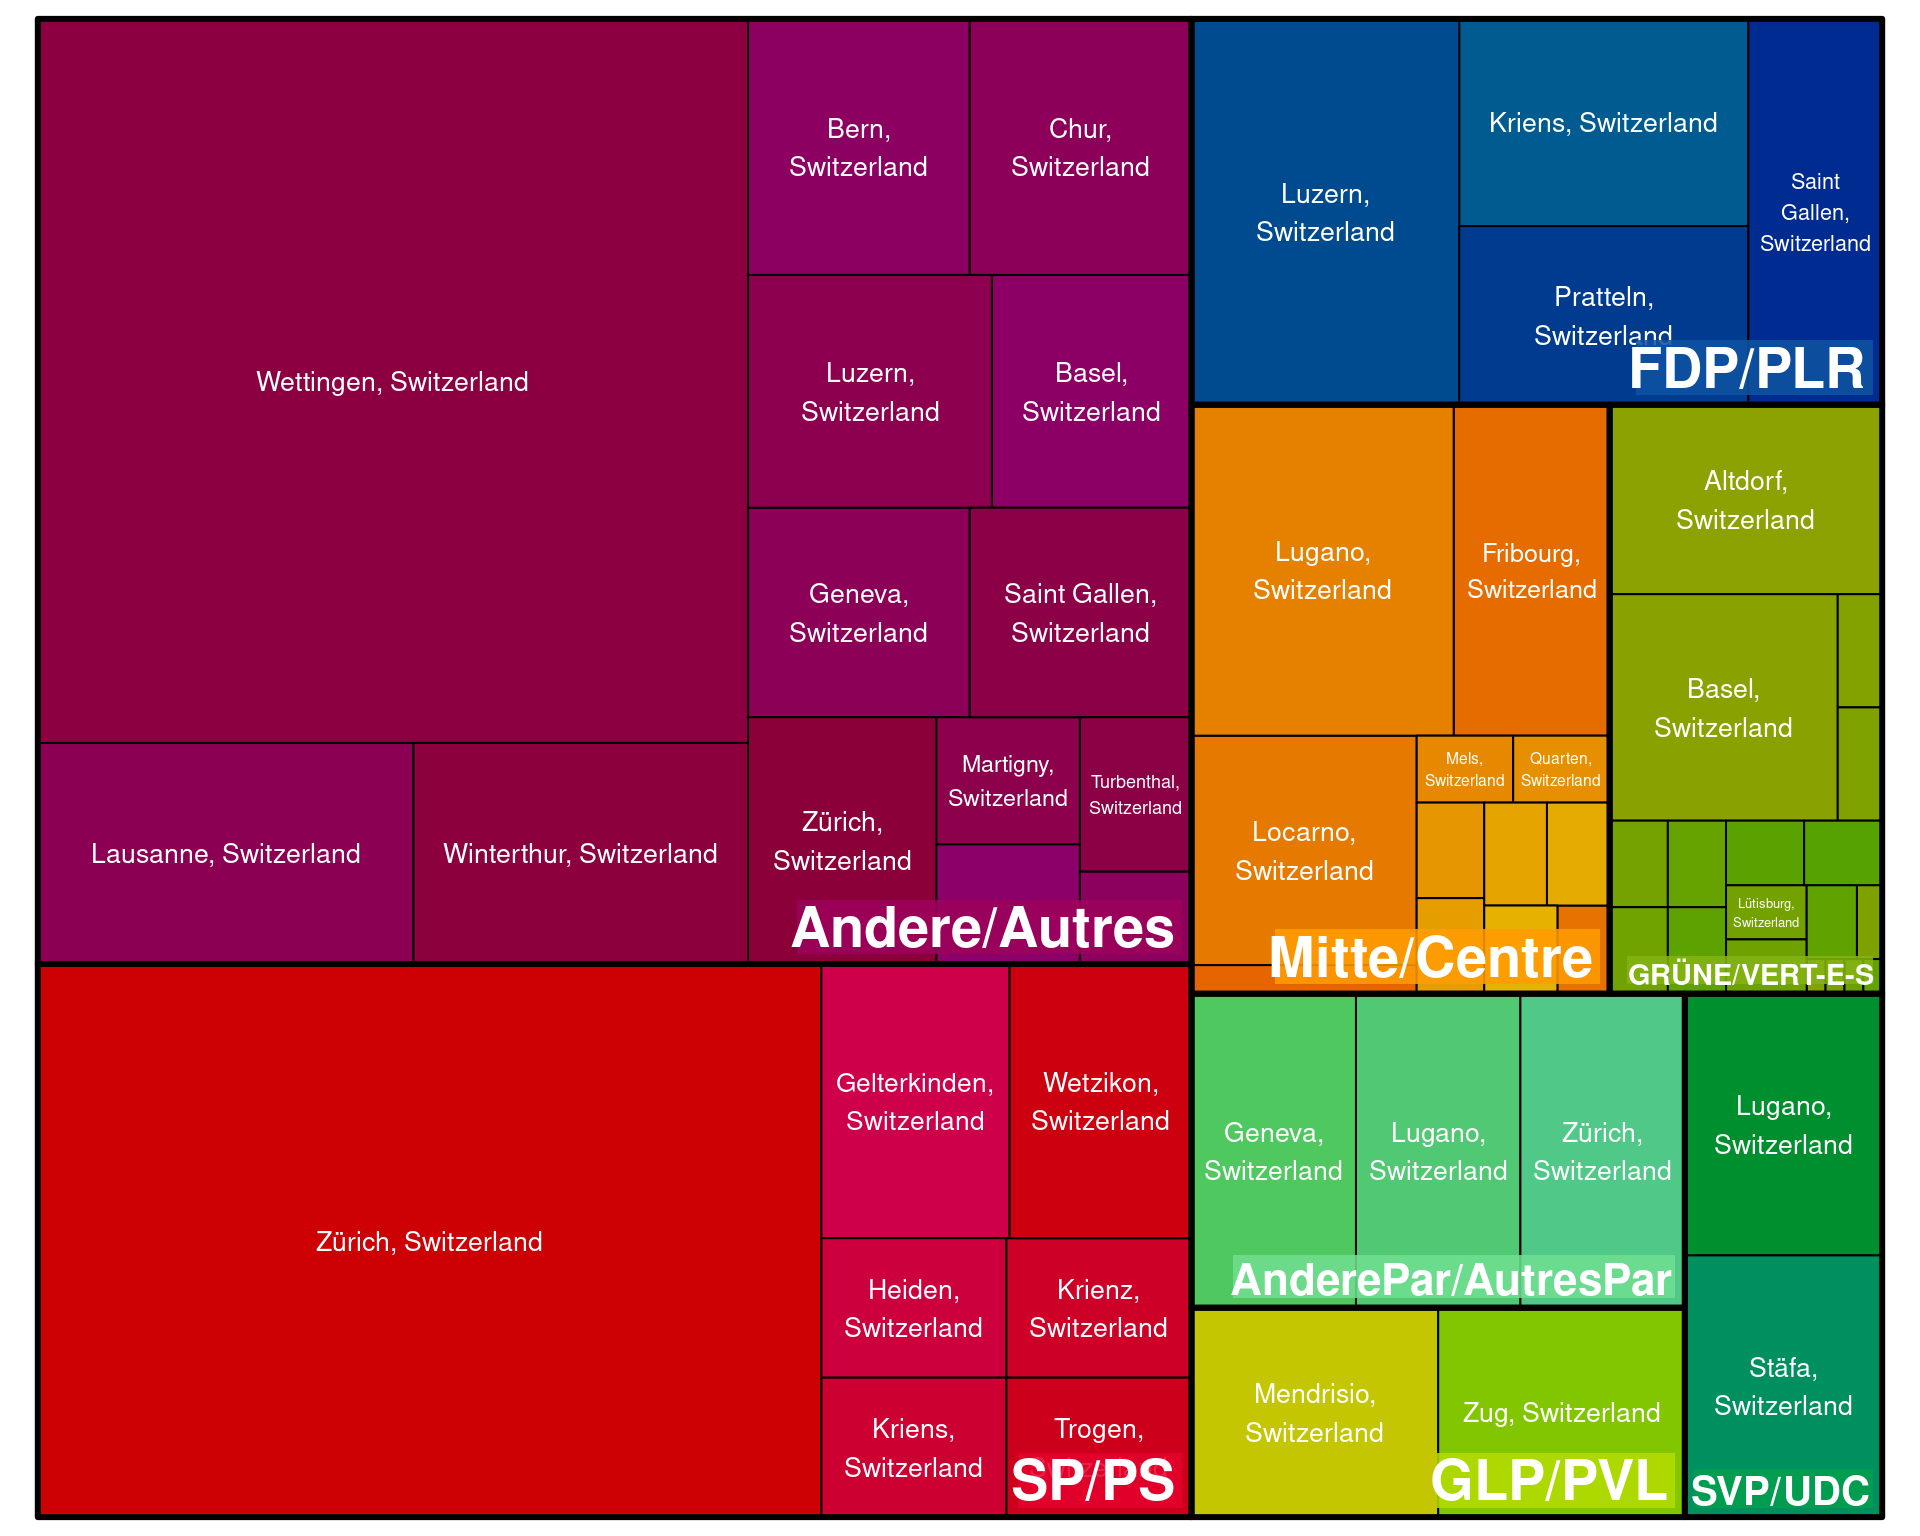 Wettingen, Switzerland
Bern,
Switzerland
Chur,
Switzerland
Luzern,
Switzerland
Basel,
Switzerland
Geneva,
Switzerland
Saint Gallen,
Switzerland
Lausanne, Switzerland
Winterthur, Switzerland
Zürich,
Switzerland
Martigny,
Switzerland
Turbenthal,
Switzerland
Andere/Autres
Zürich, Switzerland
Gelterkinden,
Switzerland
Wetzikon,
Switzerland
Heiden,
Switzerland
Krienz,
Switzerland
Kriens,
Switzerland
Trogen,
SP/PS
Luzern,
Switzerland
Kriens, Switzerland
Pratteln,
Switzerland
Saint
Gallen,
Switzerland
FDP/PLR
Lugano,
Switzerland
Fribourg,
Switzerland
Locarno,
Switzerland
Mels,
Switzerland
Quarten,
Switzerland
Mitte/Centre
Altdorf,
Switzerland
Basel,
Switzerland
Lütisburg,
Switzerland
GRÜNE/VERT-E-S
Geneva,
Switzerland
Lugano,
Switzerland
Zürich,
Switzerland
AnderePar/AutresPar
Mendrisio,
Switzerland
Zug, Switzerland
GLP/PVL
Lugano,
Switzerland
Stäfa,
Switzerland
SVP/UDC